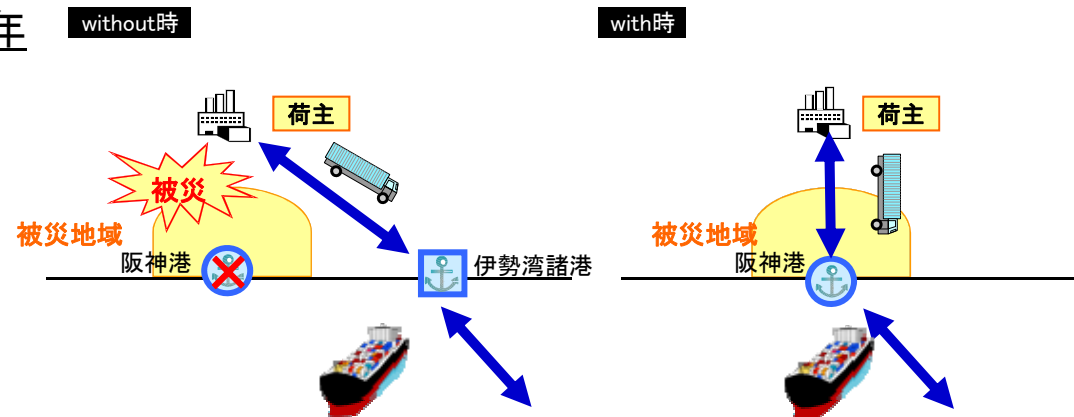 年
without時
荷主
被災
被災地域
阪神港
伊勢湾諸港
with時
荷主
被災地域
阪神港